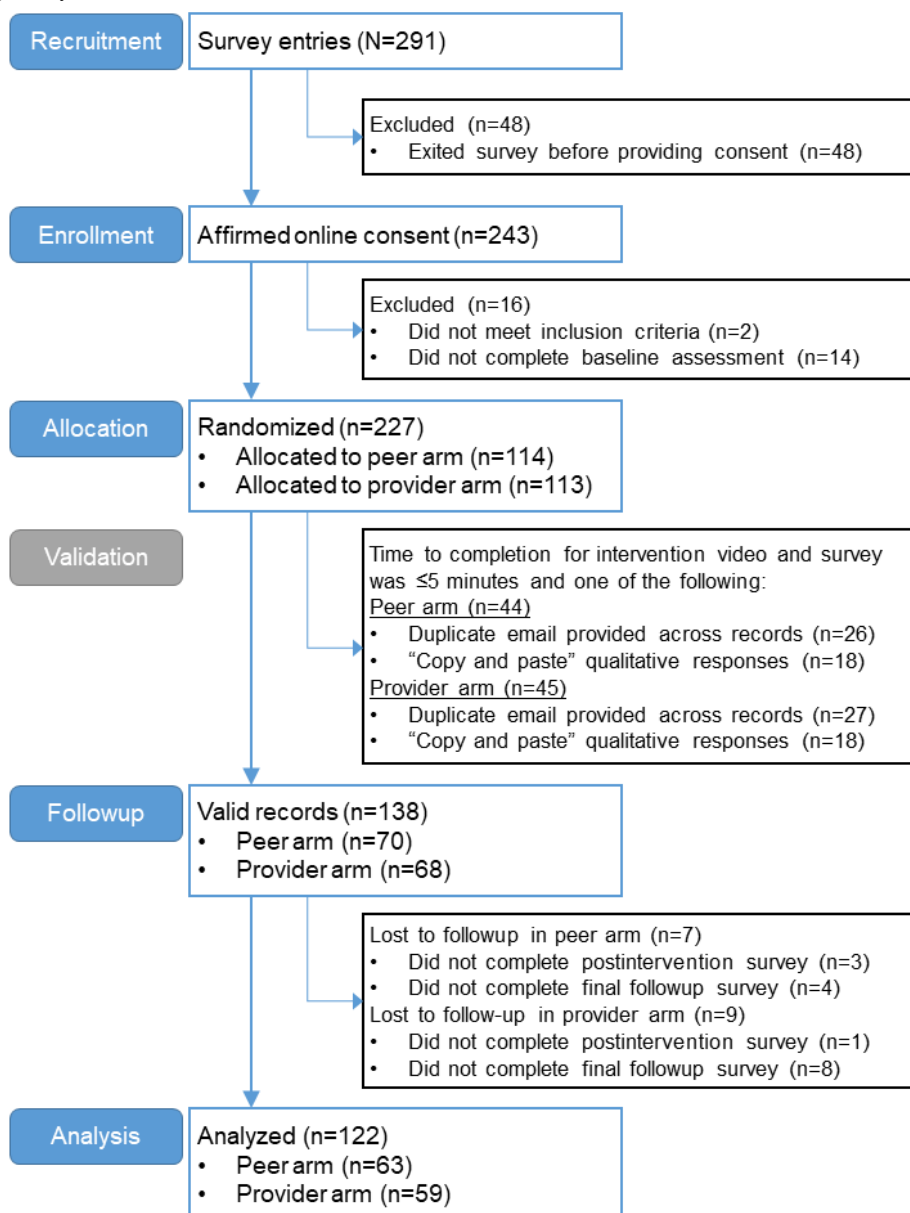 Recruitment
Survey entries (N=291)
Excluded (n=48)
• Exited survey before providing consent (n=48)
Enrollment
Affirmed online consent (n=243)
Excluded (n=16)
• Did not meet inclusion criteria (n=2)
• Did not complete baseline assessment (n=14)
Allocation
Randomized (n=227)
• Allocated to peer arm (n=114)
• Allocated to provider arm (n=113)
Validation
Time to completion for intervention video and survey
was ≤5 minutes and one of the following:
Peer arm (n=44)
• Duplicate email provided across records (n=26)
• “Copy and paste” qualitative responses (n=18)
Provider arm (n=45)
• Duplicate email provided across records (n=27)
• “Copy and paste” qualitative responses (n=18)
Followup
Valid records (n=138)
• Peer arm (n=70)
• Provider arm (n=68)
Lost to followup in peer arm (n=7)
• Did not complete postintervention survey (n=3)
• Did not complete final followup survey (n=4)
Lost to follow-up in provider arm (n=9)
• Did not complete postintervention survey (n=1)
• Did not complete final followup survey (n=8)
Analysis
Analyzed (n=122)
• Peer arm (n=63)
• Provider arm (n=59)